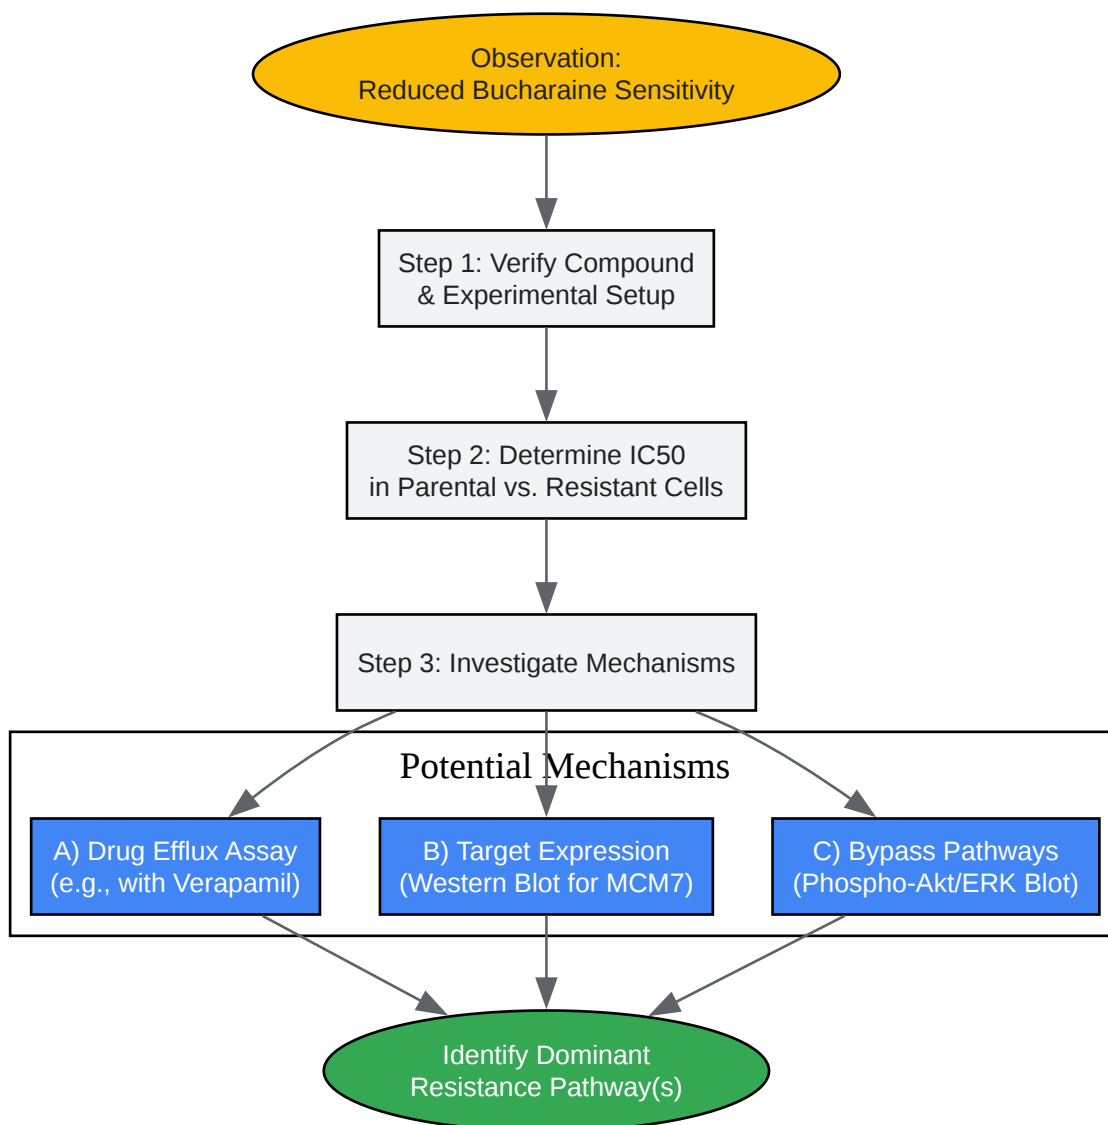 Observation:
Reduced Bucharaine Sensitivity
Step 1: Verify Compound
& Experimental Setup
Step 2: Determine IC50
in Parental vs. Resistant Cells
Step 3: Investigate Mechanisms
Potential Mechanisms
A) Drug Efflux Assay
(e.g., with Verapamil)
B) Target Expression
(Western Blot for MCM7)
C) Bypass Pathways
(Phospho-Akt/ERK Blot)
Identify Dominant
Resistance Pathway(s)